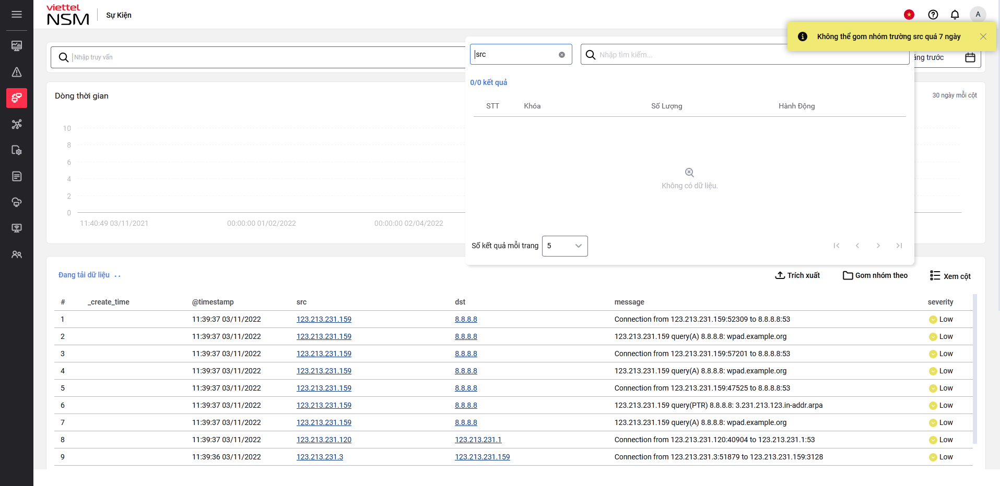 viettel
NSM
Sự Kiện
A
Không thể gom nhóm trường src quá 7 ngày
Nhập truy vấn
src
Nhập tìm kiếm...
áng trước
0/0 kết quả
Dòng thời gian
30 ngày mỗi cột
STT Khóa Số Lượng Hành Động
10
8
6
4
2
0
11:40:49 03/11/2021 00:00:00 01/02/2022 00:00:00 02/04/2022
Không có dữ liệu.
Số kết quả mỗi trang 5
Đang tải dữ liệu ..
Trích xuất Gom nhóm theo Xem cột
# _create_time @timestamp src dst message severity
1 11:39:37 03/11/2022 123.213.231.159 8.8.8.8 Connection from 123.213.231.159:52309 to 8.8.8.8:53 Low
2 11:39:37 03/11/2022 123.213.231.159 8.8.8.8 123.213.231.159 query(A) 8.8.8.8: wpad.example.org Low
3 11:39:37 03/11/2022 123.213.231.159 8.8.8.8 Connection from 123.213.231.159:57201 to 8.8.8.8:53 Low
4 11:39:37 03/11/2022 123.213.231.159 8.8.8.8 123.213.231.159 query(A) 8.8.8.8: wpad.example.org Low
5 11:39:37 03/11/2022 123.213.231.159 8.8.8.8 Connection from 123.213.231.159:47525 to 8.8.8.8:53 Low
6 11:39:37 03/11/2022 123.213.231.159 8.8.8.8 123.213.231.159 query(PTR) 8.8.8.8: 3.231.213.123.in-addr.arpa Low
7 11:39:37 03/11/2022 123.213.231.159 8.8.8.8 123.213.231.159 query(A) 8.8.8.8: wpad.example.org Low
8 11:39:37 03/11/2022 123.213.231.120 123.213.231.1 Connection from 123.213.231.120:40904 to 123.213.231.1:53 Low
9 11:39:36 03/11/2022 123.213.231.3 123.213.231.159 Connection from 123.213.231.3:51879 to 123.213.231.159:3128 Low